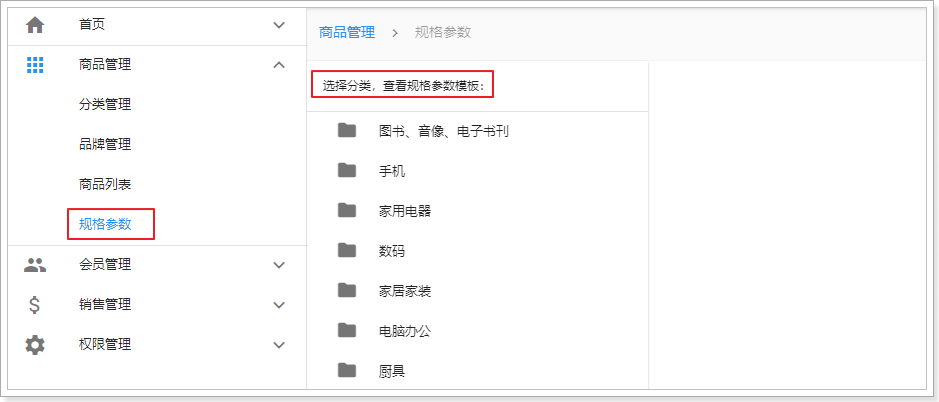 首页
商品管理
分类管理
品牌管理
商品列表
规格参数
会员管理
销售管理
权限管理
商品管理 > 规格参数
选择分类，查看规格参数模板：
图书、音像、电子书刊
手机
家用电器
数码
家居家装
电脑办公
厨具